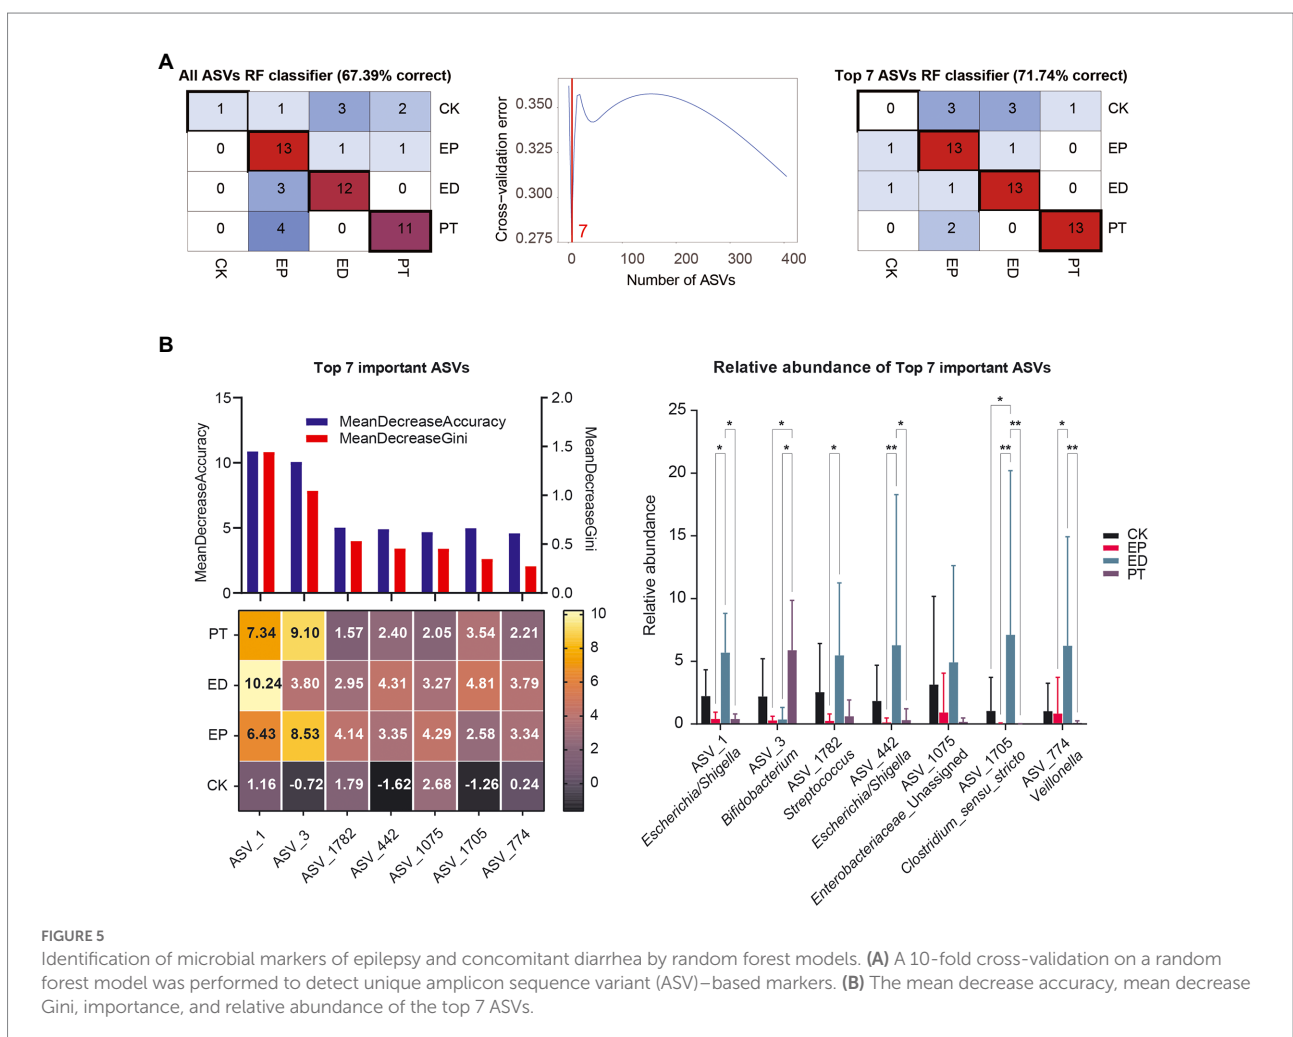 A
All ASVs RF classifier (67.39% correct)
1 1 3 2 CK
0 13 1 1 EP
0 3 12 0 ED
0 4 0 11 PT
CK EP ED PT
Cross-validation error
0.350
0.325
0.300
0.275
7
0 100 200 300 400
Number of ASVs
Top 7 ASVs RF classifier (71.74% correct)
0 3 3 1 CK
1 13 1 0 EP
1 1 13 0 ED
0 2 0 13 PT
CK EP ED PT
B
Top 7 important ASVs
MeanDecreaseAccuracy
15
10
5
0
MeanDecreaseAccuracy
MeanDecreaseGini
2.0
1.5
1.0
0.5
0.0
MeanDecreaseGini
PT 7.34 9.10 1.57 2.40 2.05 3.54 2.21
ED 10.24 3.80 2.95 4.31 3.27 4.81 3.79
EP 6.43 8.53 4.14 3.35 4.29 2.58 3.34
CK 1.16 -0.72 1.79 -1.62 2.68 -1.26 0.24
ASV_1 ASV_3 ASV_1782 ASV_442 ASV_1075 ASV_1705 ASV_774
10
8
6
4
2
0
Relative abundance of Top 7 important ASVs
Relative abundance
25
20
15
10
5
0
* *
* *
*
** *
* ** **
* **
CK
EP
ED
PT
ASV_1
Escherichia/Shigella
ASV_3
Bifidobacterium
ASV_1782
Streptococcus
ASV_442
Escherichia/Shigella
ASV_1075
Enterobacteriaceae_Unassigned
ASV_1705
Clostridium_sensu_stricto
ASV_774
Veillonella
FIGURE 5
Identification of microbial markers of epilepsy and concomitant diarrhea by random forest models. (A) A 10-fold cross-validation on a random
forest model was performed to detect unique amplicon sequence variant (ASV)–based markers. (B) The mean decrease accuracy, mean decrease
Gini, importance, and relative abundance of the top 7 ASVs.